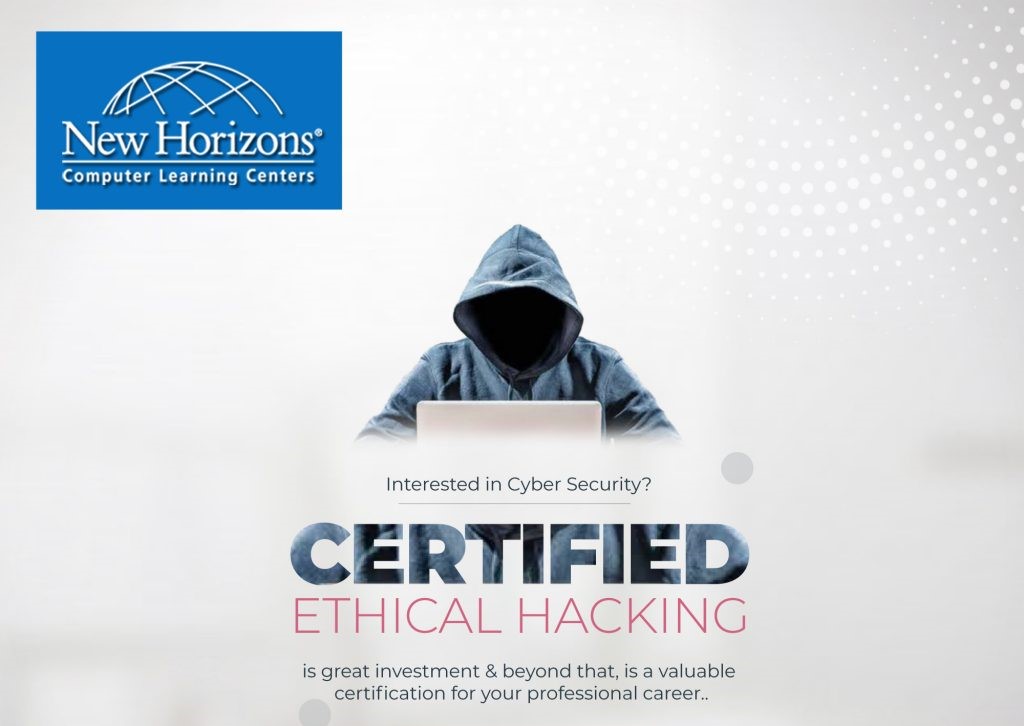 New Horizons®
Computer Learning Centers
Interested in Cyber Security?
CERTIFIED
ETHICAL HACKING
is great investment & beyond that, is a valuable
certification for your professional career..